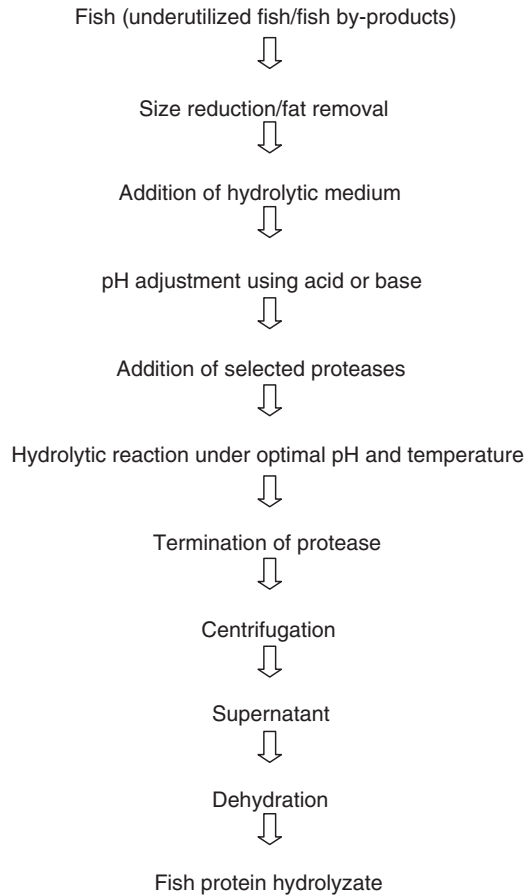 Fish (underutilized fish/fish by-products)
Size reduction/fat removal
Addition of hydrolytic medium
pH adjustment using acid or base
Addition of selected proteases
Hydrolytic reaction under optimal pH and temperature
Termination of protease
Centrifugation
Supernatant
Dehydration
Fish protein hydrolyzate